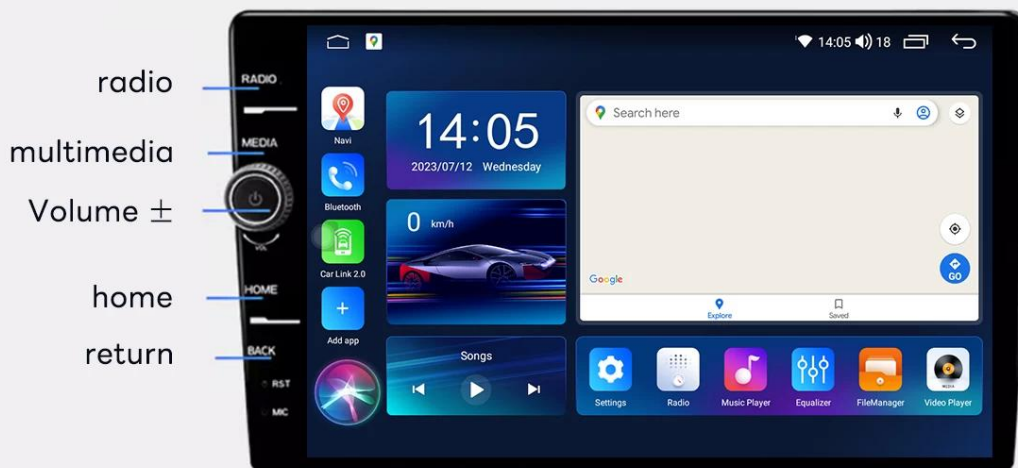 radio
multimedia
Volume ±
home
return
RADIO
MEDIA
VOL
HOME
BACK
RST
MIC
14:05 18
Navi
Bluetooth
Car Link 2.0
Add app
14:05
2023/07/12 Wednesday
0 km/h
Songs
Search here
Google
GO
Explore
Saved
Settings
Radio
Music Player
Equalizer
FileManager
Video Player